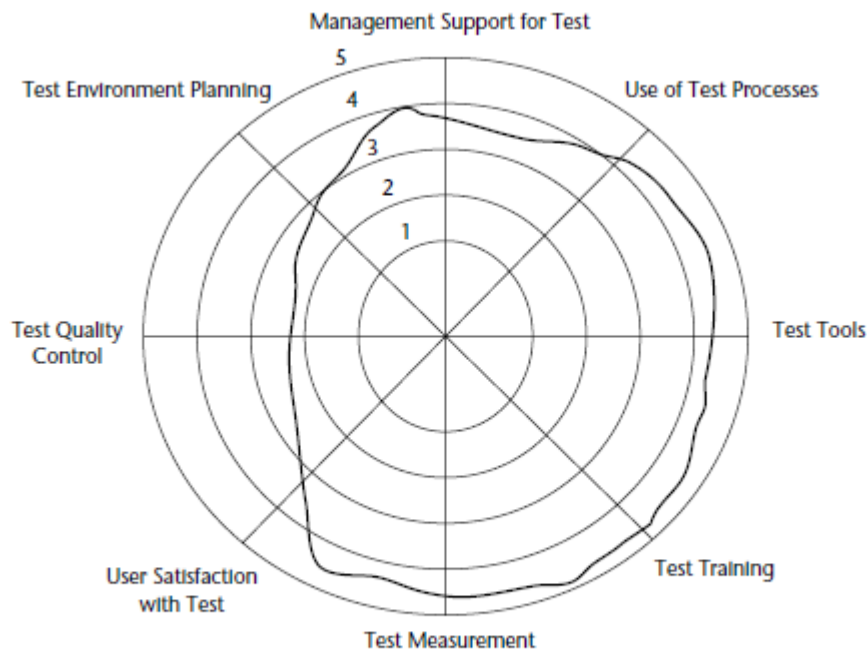 Management Support for Test
5
Test Environment Planning
Use of Test Processes
4
3
2
1
Test Quality
Control
Test Tools
User Satisfaction
with Test
Test Training
Test Measurement